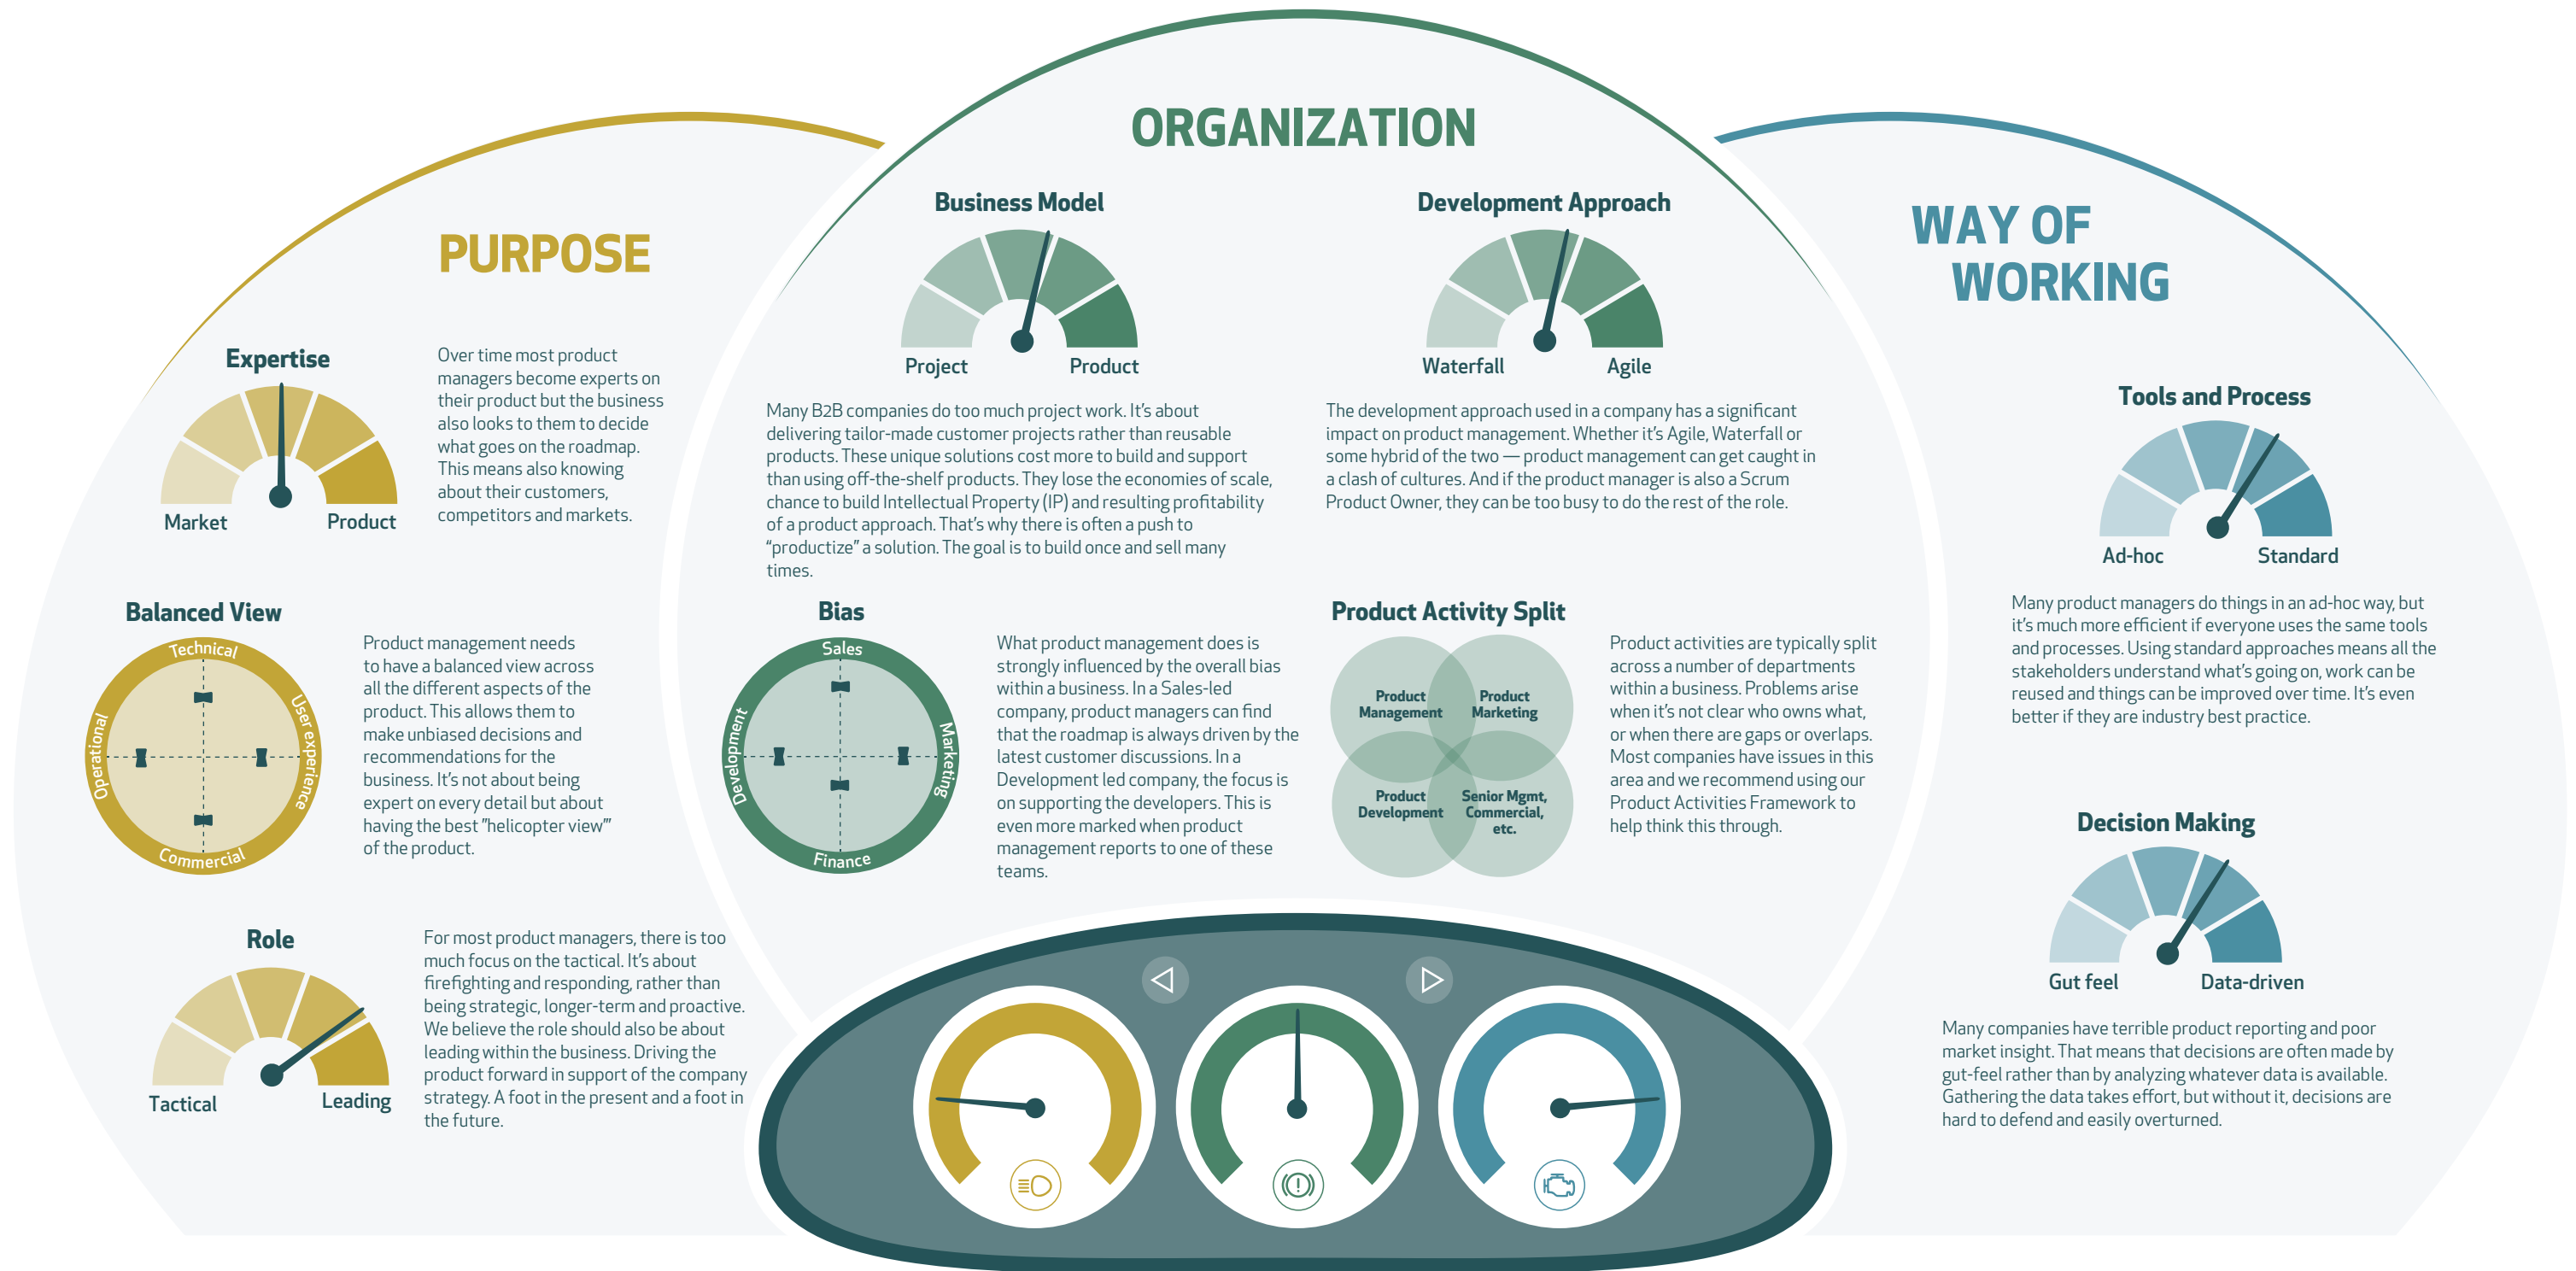 PURPOSE
Expertise
Market
Product
Over time most product
managers become experts on
their product but the business
also looks to them to decide
what goes on the roadmap.
This means also knowing
about their customers,
competitors and markets.
Balanced View
Technical
User experience
Commercial
Operational
Product management needs
to have a balanced view across
all the different aspects of the
product. This allows them to
make unbiased decisions and
recommendations for the
business. It's not about being
expert on every detail but about
having the best "helicopter view'"
of the product.
Role
Tactical
Leading
For most product managers, there is too
much focus on the tactical. It's about
firefighting and responding, rather than
being strategic, longer-term and proactive.
We believe the role should also be about
leading within the business. Driving the
product forward in support of the company
strategy. A foot in the present and a foot in
the future.
ORGANIZATION
Business Model
Project
Product
Many B2B companies do too much project work. It's about
delivering tailor-made customer projects rather than reusable
products. These unique solutions cost more to build and support
than using off-the-shelf products. They lose the economies of scale,
chance to build Intellectual Property (IP) and resulting profitability
of a product approach. That's why there is often a push to
"productize" a solution. The goal is to build once and sell many
times.
Development Approach
Waterfall
Agile
The development approach used in a company has a significant
impact on product management. Whether it's Agile, Waterfall or
some hybrid of the two — product management can get caught in
a clash of cultures. And if the product manager is also a Scrum
Product Owner, they can be too busy to do the rest of the role.
Bias
Sales
Marketing
Finance
Development
What product management does is
strongly influenced by the overall bias
within a business. In a Sales-led
company, product managers can find
that the roadmap is always driven by the
latest customer discussions. In a
Development led company, the focus is
on supporting the developers. This is
even more marked when product
management reports to one of these
teams.
Product Activity Split
Product
Management
Product
Marketing
Product
Development
Senior Mgmt,
Commercial,
etc.
Product activities are typically split
across a number of departments
within a business. Problems arise
when it's not clear who owns what,
or when there are gaps or overlaps.
Most companies have issues in this
area and we recommend using our
Product Activities Framework to
help think this through.
WAY OF
WORKING
Tools and Process
Ad-hoc
Standard
Many product managers do things in an ad-hoc way, but
it's much more efficient if everyone uses the same tools
and processes. Using standard approaches means all the
stakeholders understand what's going on, work can be
reused and things can be improved over time. It's even
better if they are industry best practice.
Decision Making
Gut feel
Data-driven
Many companies have terrible product reporting and poor
market insight. That means that decisions are often made by
gut-feel rather than by analyzing whatever data is available.
Gathering the data takes effort, but without it, decisions are
hard to defend and easily overturned.